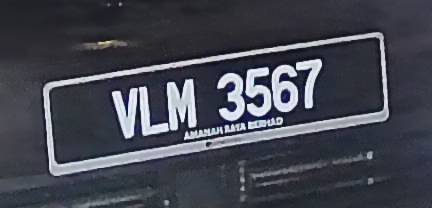 VLM 3567
AMANAH RAYA BERHAD